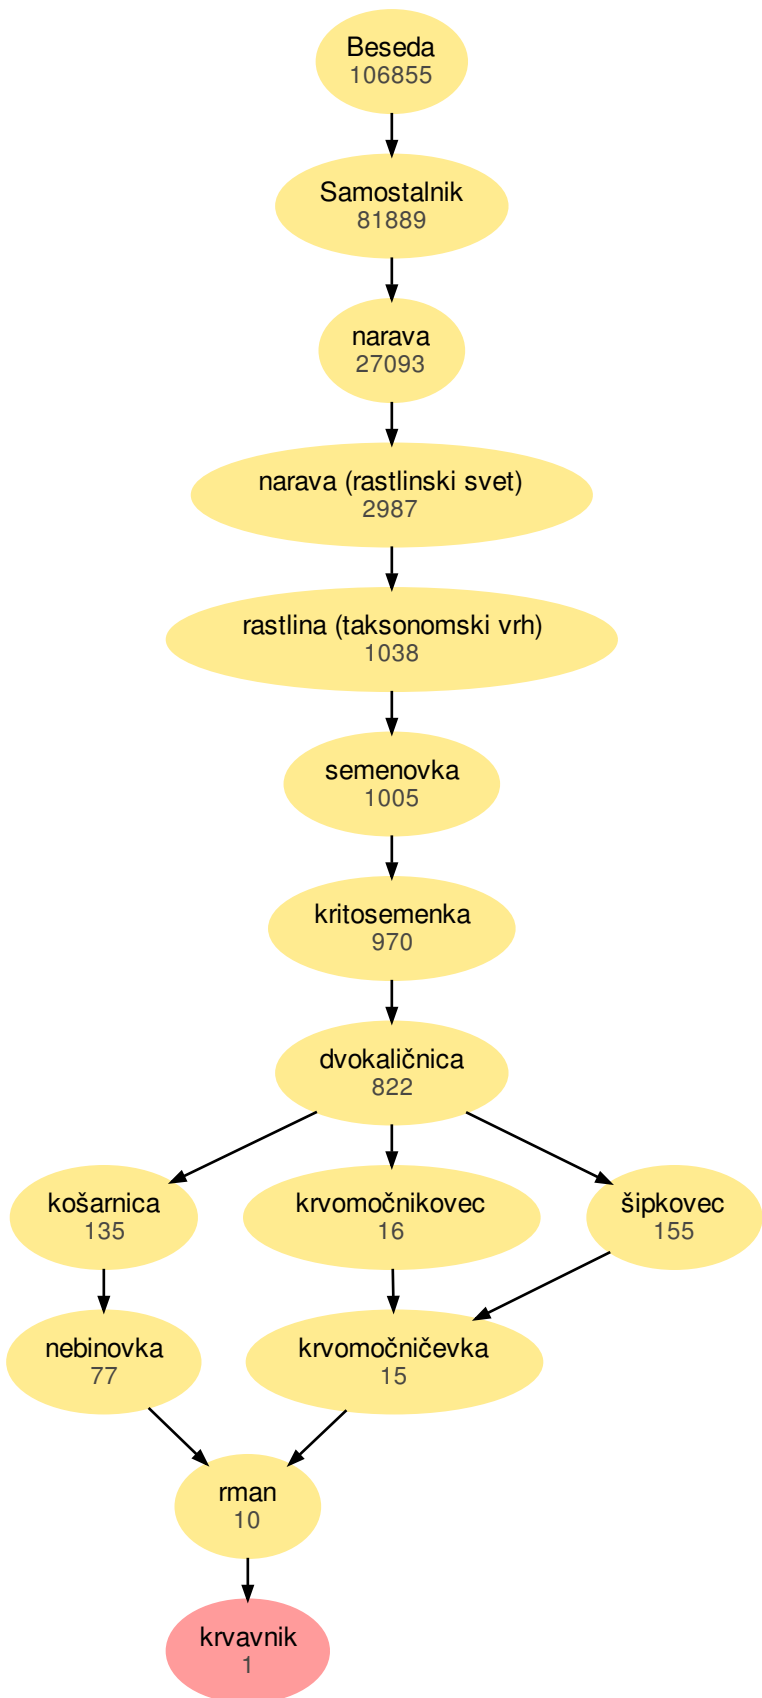 Beseda
106855
Samostalnik
81889
narava
27093
narava (rastlinski svet)
2987
rastlina (taksonomski vrh)
1038
semenovka
1005
kritosemenka
970
dvokaličnica
822
košarnica
135
krvomočnikovec
16
šipkovec
155
nebinovka
77
krvomočničevka
15
rman
10
krvavnik
1